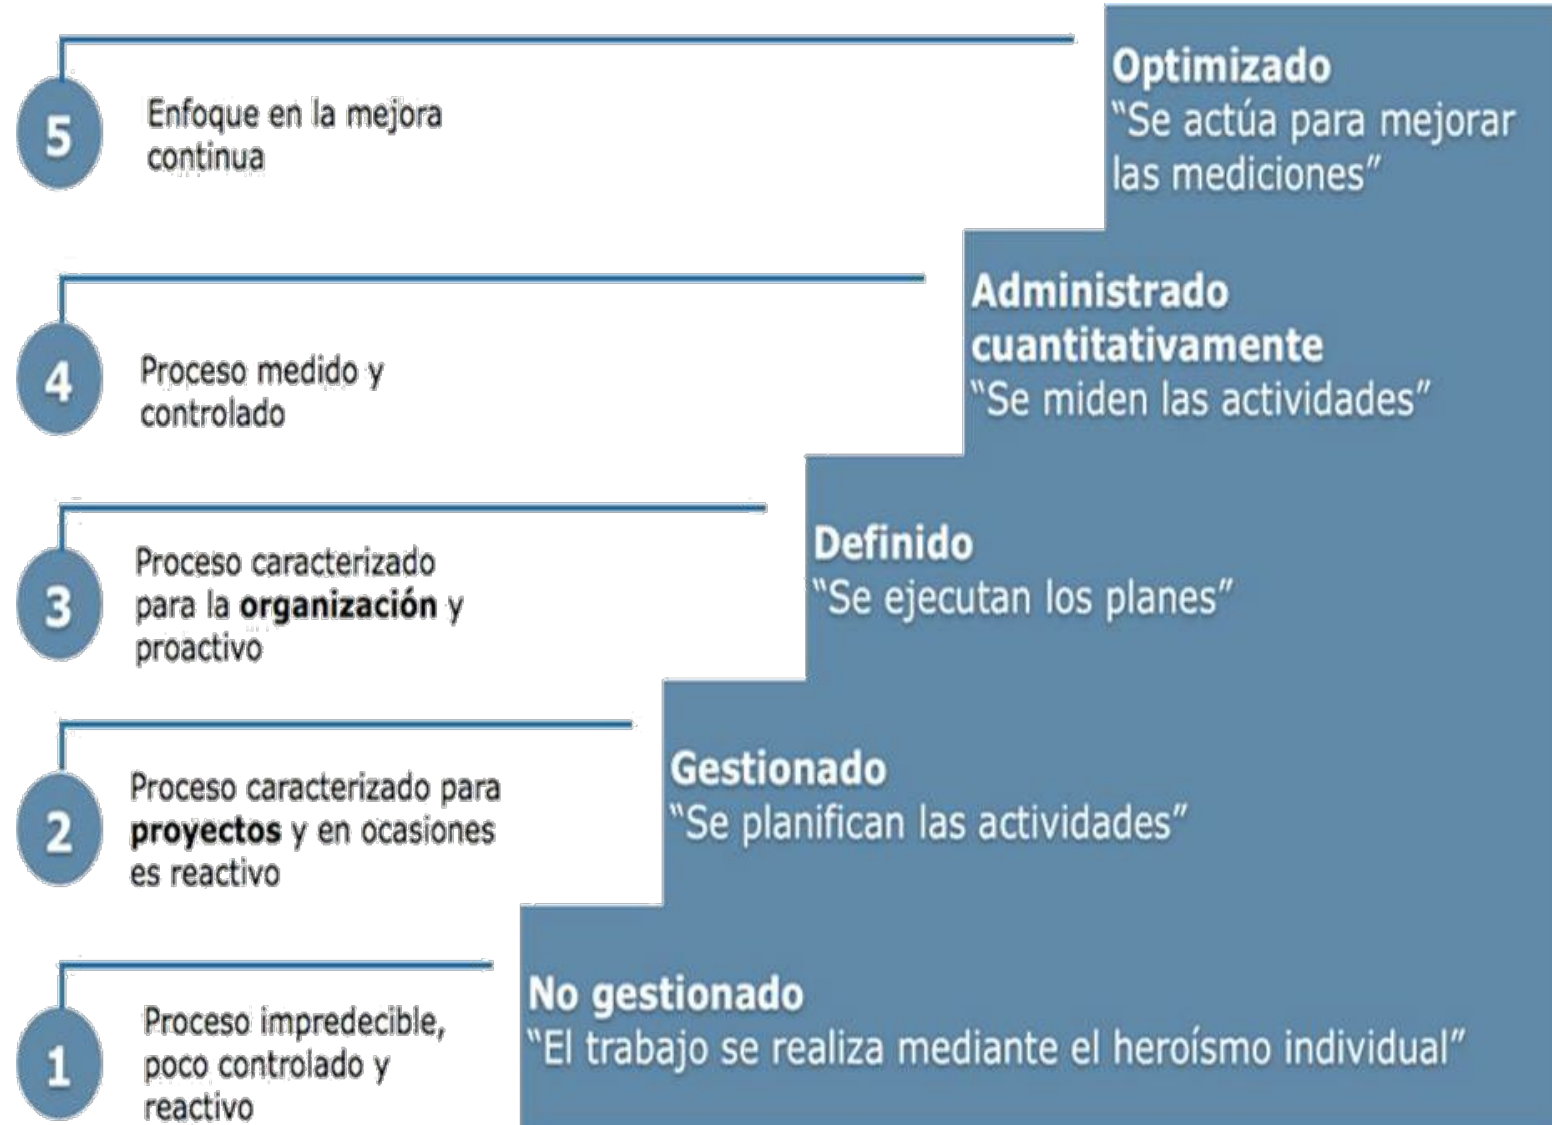 5
Enfoque en la mejora
continua
Optimizado
“Se actúa para mejorar
las mediciones”
4
Proceso medido y
controlado
Administrado
cuantitativamente
“Se miden las actividades”
3
Proceso caracterizado
para la organización y
proactivo
Definido
“Se ejecutan los planes”
2
Proceso caracterizado para
proyectos y en ocasiones
es reactivo
Gestionado
“Se planifican las actividades”
1
Proceso impredecible,
poco controlado y
reactivo
No gestionado
“El trabajo se realiza mediante el heroísmo individual”